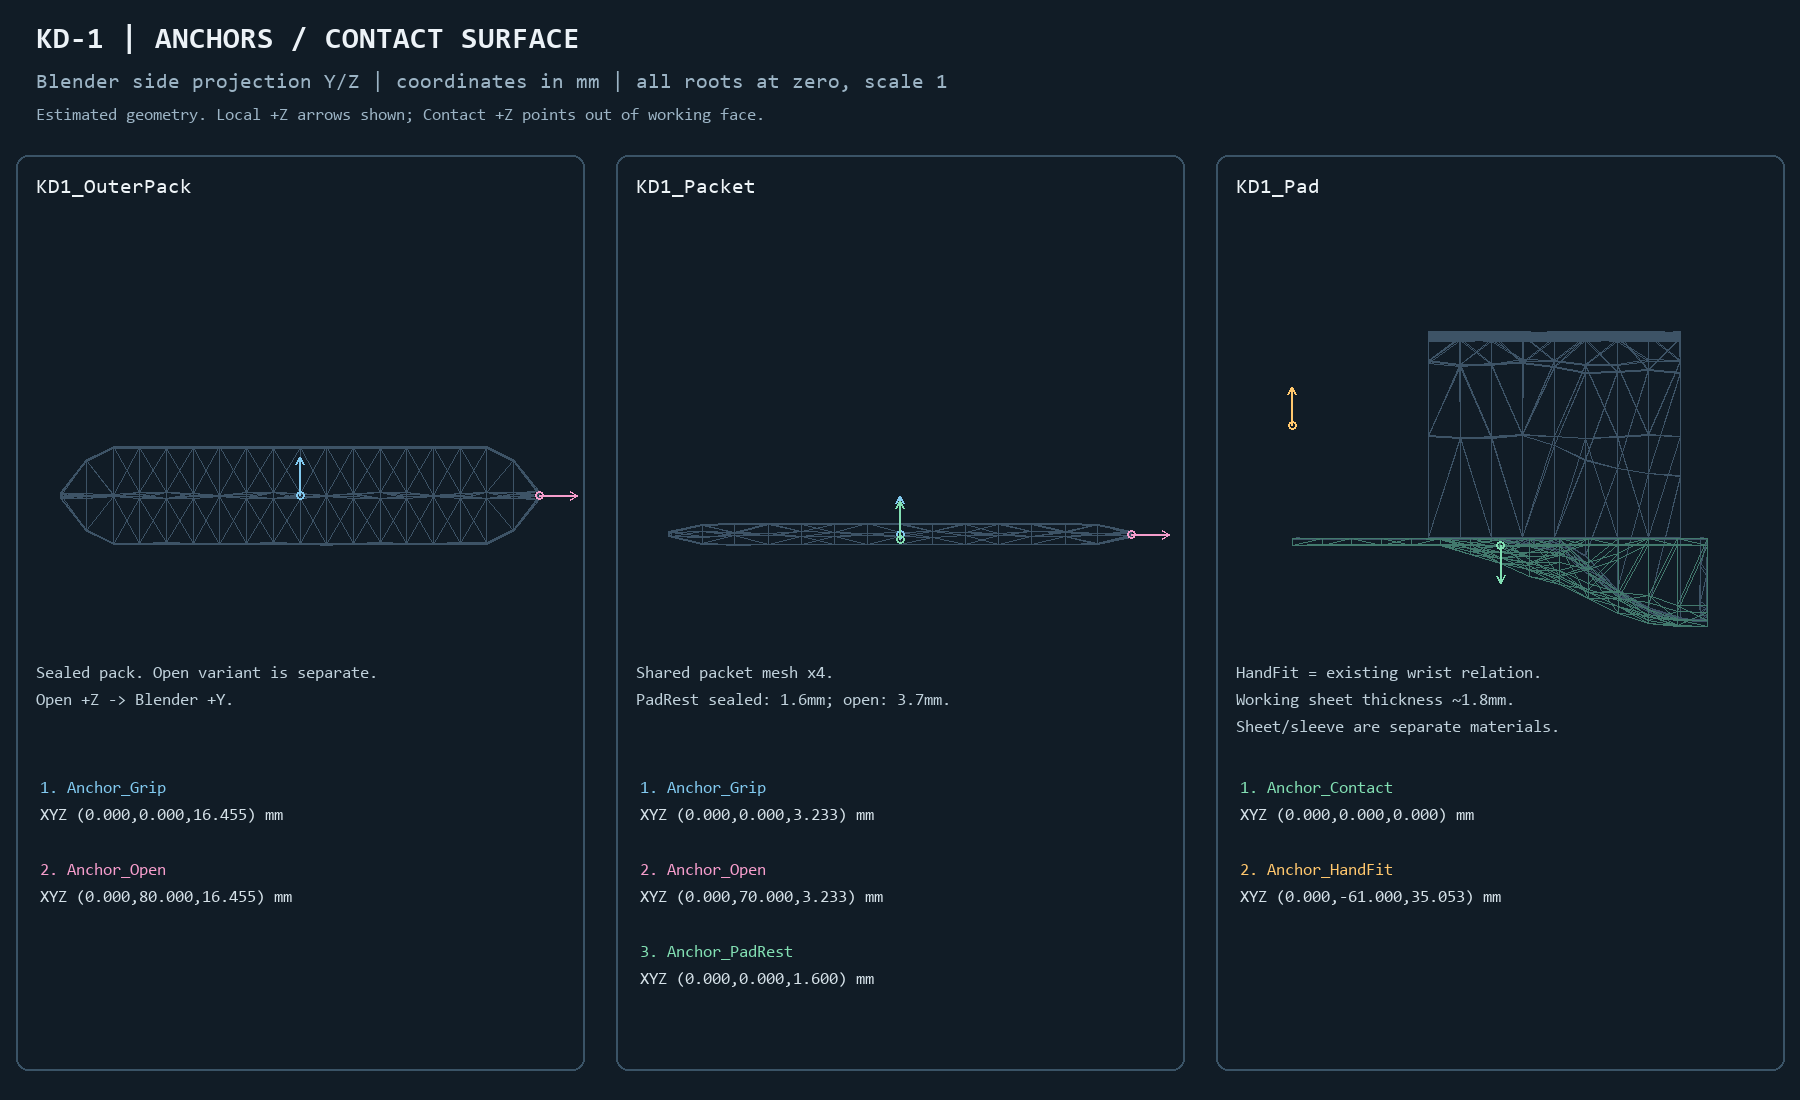 KD-1 | ANCHORS / CONTACT SURFACE
Blender side projection Y/Z | coordinates in mm | all roots at zero, scale 1
Estimated geometry. Local +Z arrows shown; Contact +Z points out of working face.
KD1_OuterPack
Sealed pack. Open variant is separate.
Open +Z -> Blender +Y.
1. Anchor_Grip
XYZ (0.000,0.000,16.455) mm
2. Anchor_Open
XYZ (0.000,80.000,16.455) mm
KD1_Packet
Shared packet mesh x4.
PadRest sealed: 1.6mm; open: 3.7mm.
1. Anchor_Grip
XYZ (0.000,0.000,3.233) mm
2. Anchor_Open
XYZ (0.000,70.000,3.233) mm
3. Anchor_PadRest
XYZ (0.000,0.000,1.600) mm
KD1_Pad
HandFit = existing wrist relation.
Working sheet thickness ~1.8mm.
Sheet/sleeve are separate materials.
1. Anchor_Contact
XYZ (0.000,0.000,0.000) mm
2. Anchor_HandFit
XYZ (0.000,-61.000,35.053) mm